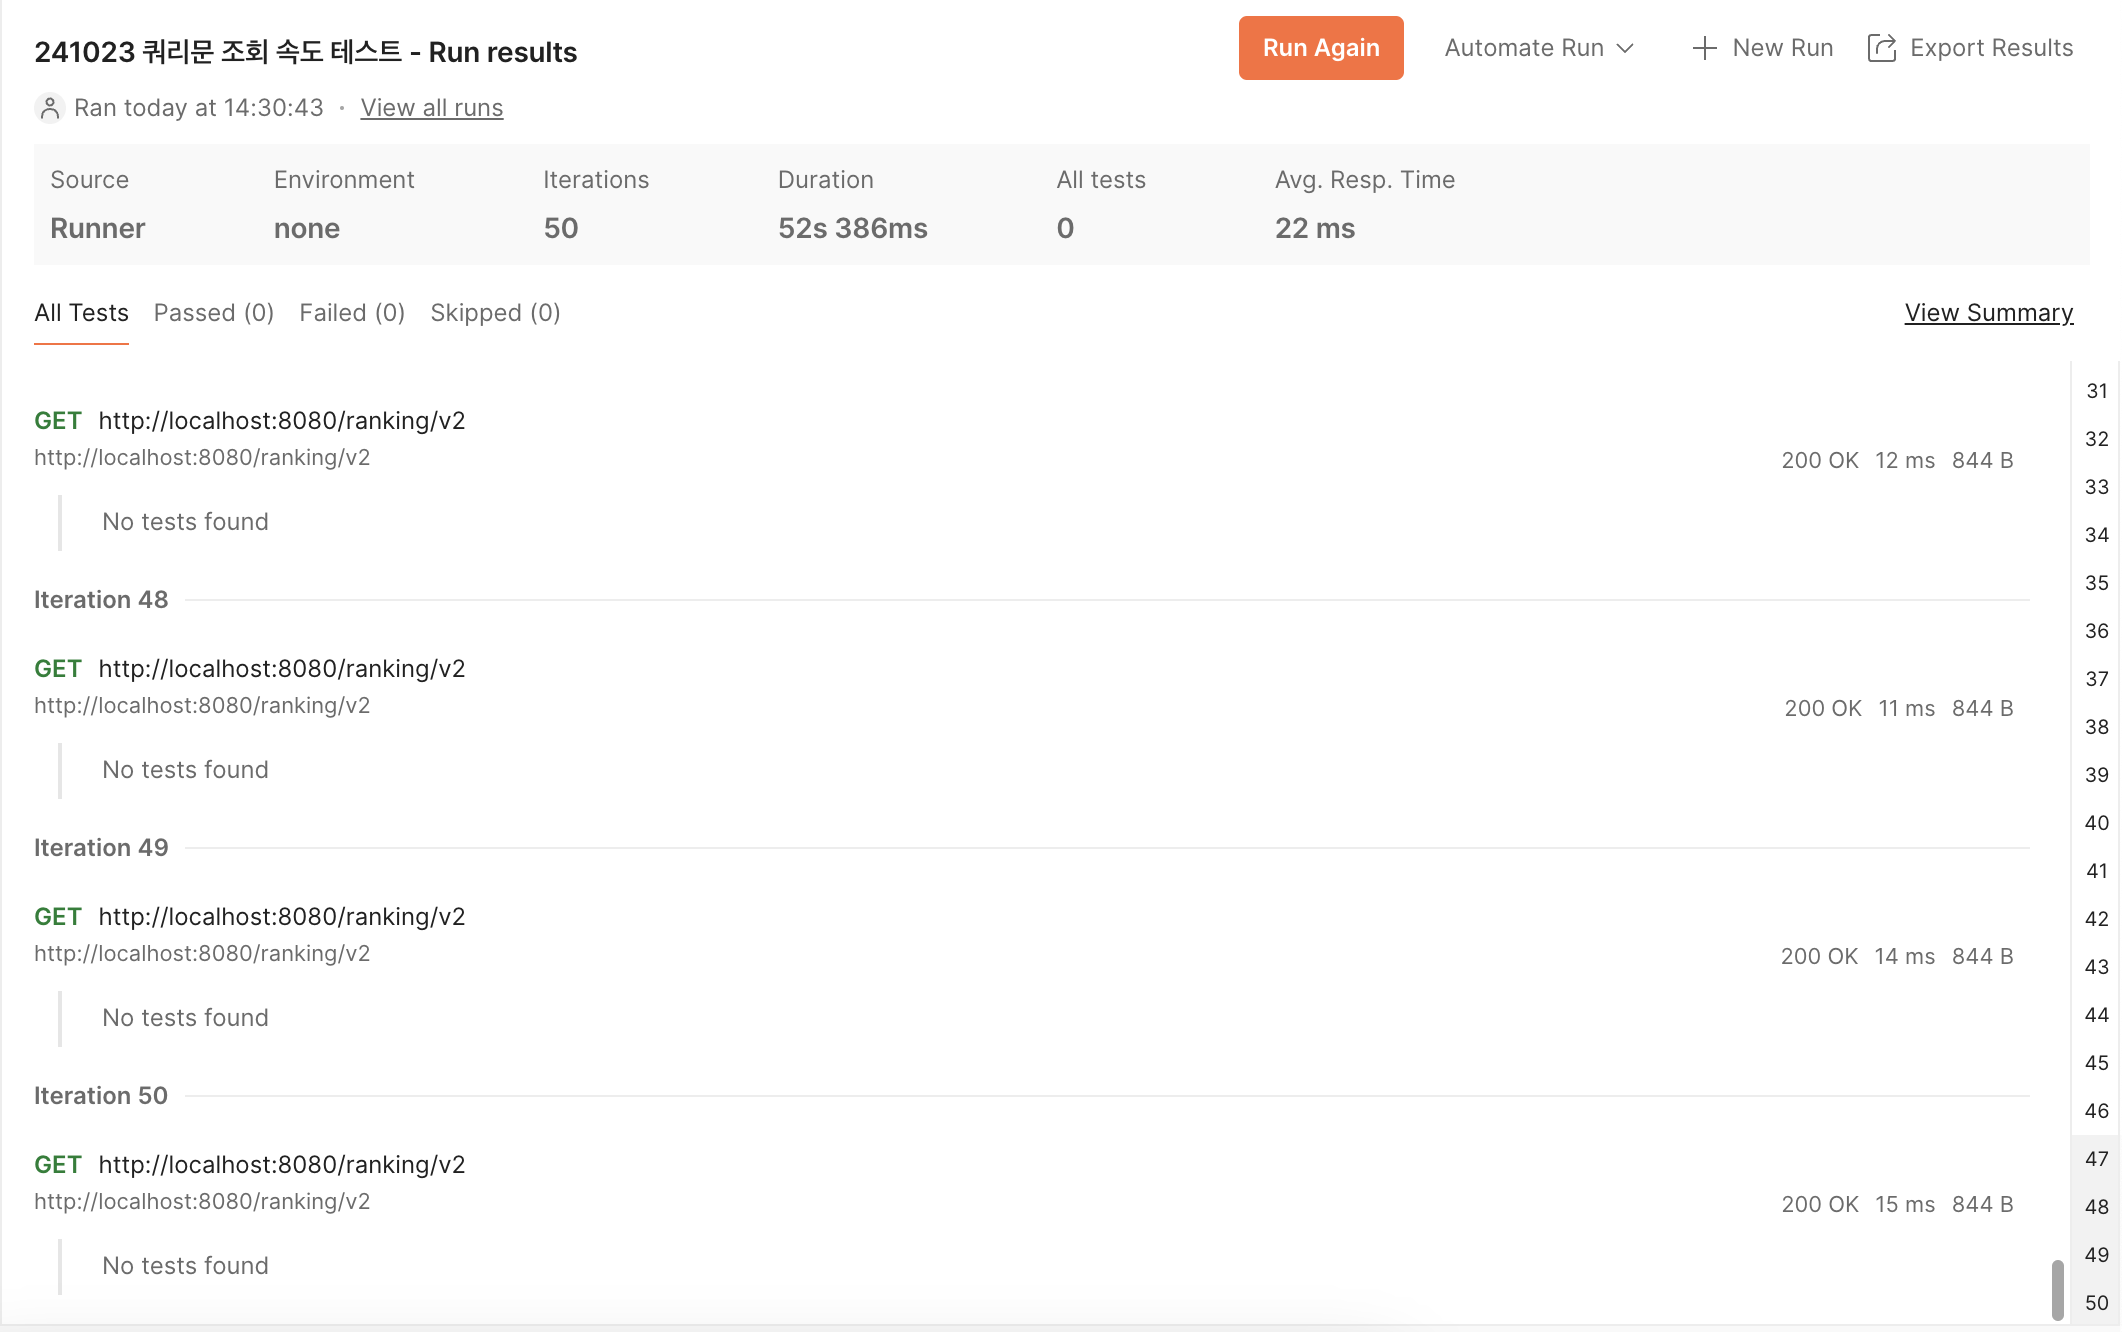 241023 쿼리문 조회 속도 테스트 - Run results
Run Again
Automate Run
New Run
Export Results
Ran today at 14:30:43 · View all runs
Source Environment Iterations Duration All tests Avg. Resp. Time
Runner none 50 52s 386ms 0 22 ms
All Tests Passed (0) Failed (0) Skipped (0) View Summary
GET http://localhost:8080/ranking/v2
http://localhost:8080/ranking/v2
200 OK 12 ms 844 B
No tests found
Iteration 48
GET http://localhost:8080/ranking/v2
http://localhost:8080/ranking/v2
200 OK 11 ms 844 B
No tests found
Iteration 49
GET http://localhost:8080/ranking/v2
http://localhost:8080/ranking/v2
200 OK 14 ms 844 B
No tests found
Iteration 50
GET http://localhost:8080/ranking/v2
http://localhost:8080/ranking/v2
200 OK 15 ms 844 B
No tests found
31
32
33
34
35
36
37
38
39
40
41
42
43
44
45
46
47
48
49
50